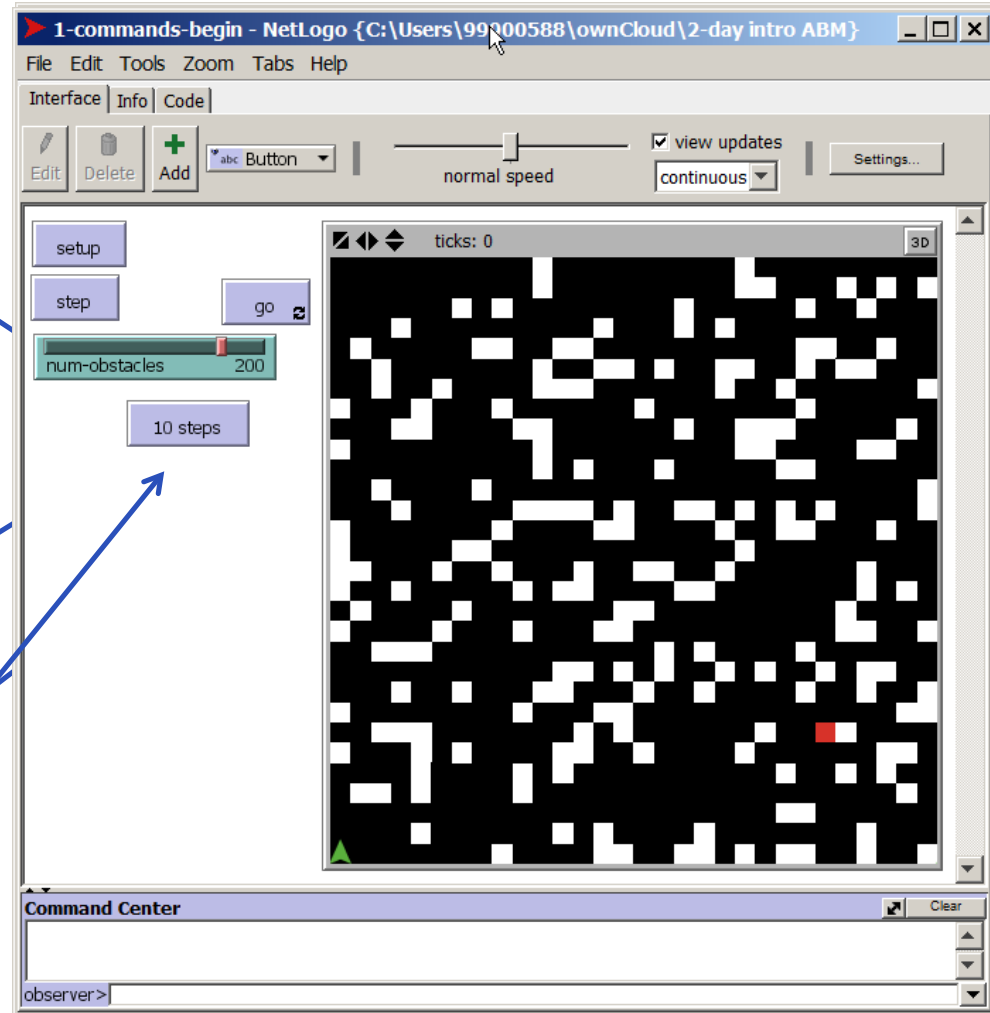 1-commands-begin - NetLogo {C:\Users\99900588\ownCloud\2-day intro ABM}
File Edit Tools Zoom Tabs Help
Interface Info Code
Edit Delete Add abc Button normal speed view updates continuous Settings...
setup
step
go
num-obstacles 200
10 steps
ticks: 0 3D
Command Center Clear
observer>